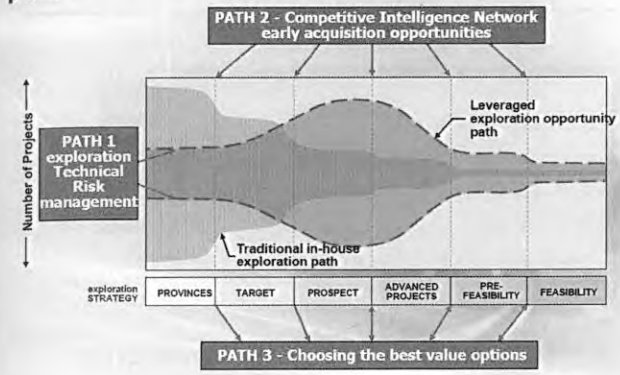 PATH 2 - Competitive Intelligence Network
early acquisition opportunities
Number of Projects
PATH 1
exploration
Technical
Risk
management
Leveraged
exploration opportunity
path
Traditional in-house
exploration path
exploration
STRATEGY
PROVINCES
TARGET
PROSPECT
ADVANCED
PROJECTS
PRE-
FEASIBILITY
FEASIBILITY
PATH 3 - Choosing the best value options